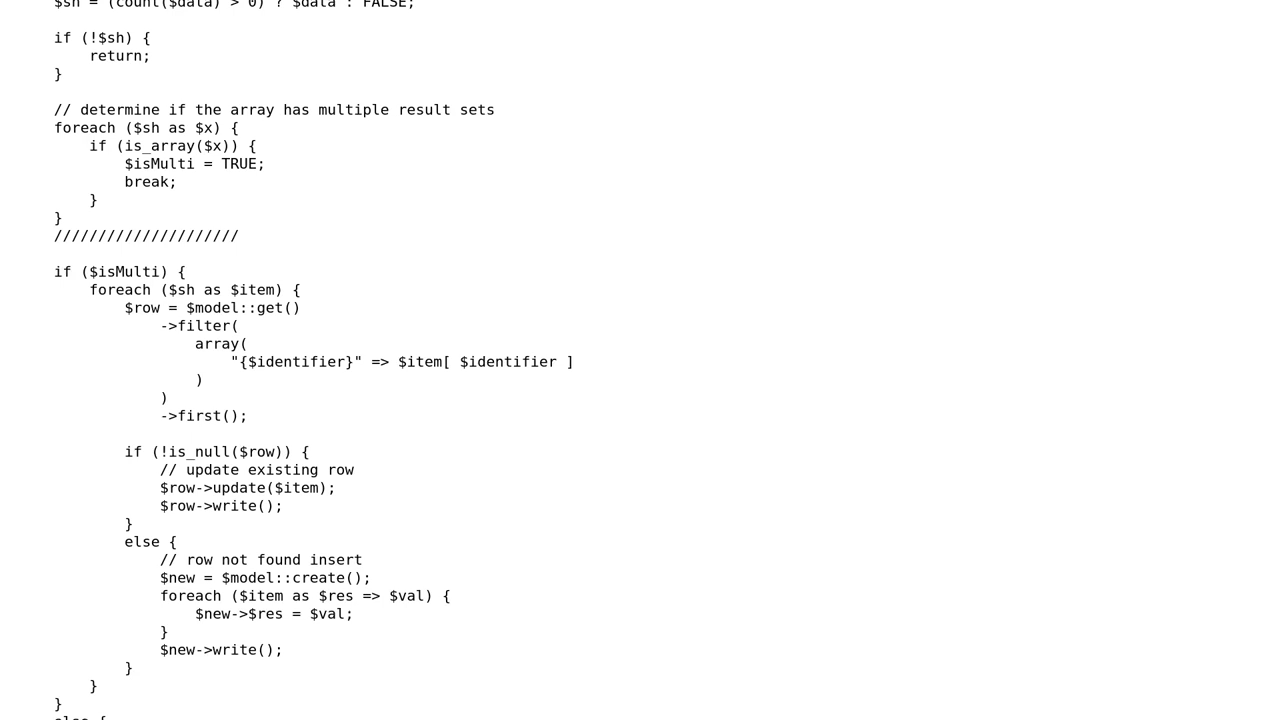 $sh = (count($data) > 0) ? $data : FALSE;

if (!$sh) {
    return;
}

// determine if the array has multiple result sets
foreach ($sh as $x) {
    if (is_array($x)) {
        $isMulti = TRUE;
        break;
    }
}
/////////////////////

if ($isMulti) {
    foreach ($sh as $item) {
        $row = $model::get()
            ->filter(
                array(
                    "{$identifier}" => $item[ $identifier ]
                )
            )
            ->first();

        if (!is_null($row)) {
            // update existing row
            $row->update($item);
            $row->write();
        }
        else {
            // row not found insert
            $new = $model::create();
            foreach ($item as $res => $val) {
                $new->$res = $val;
            }
            $new->write();
        }
    }
}
else {